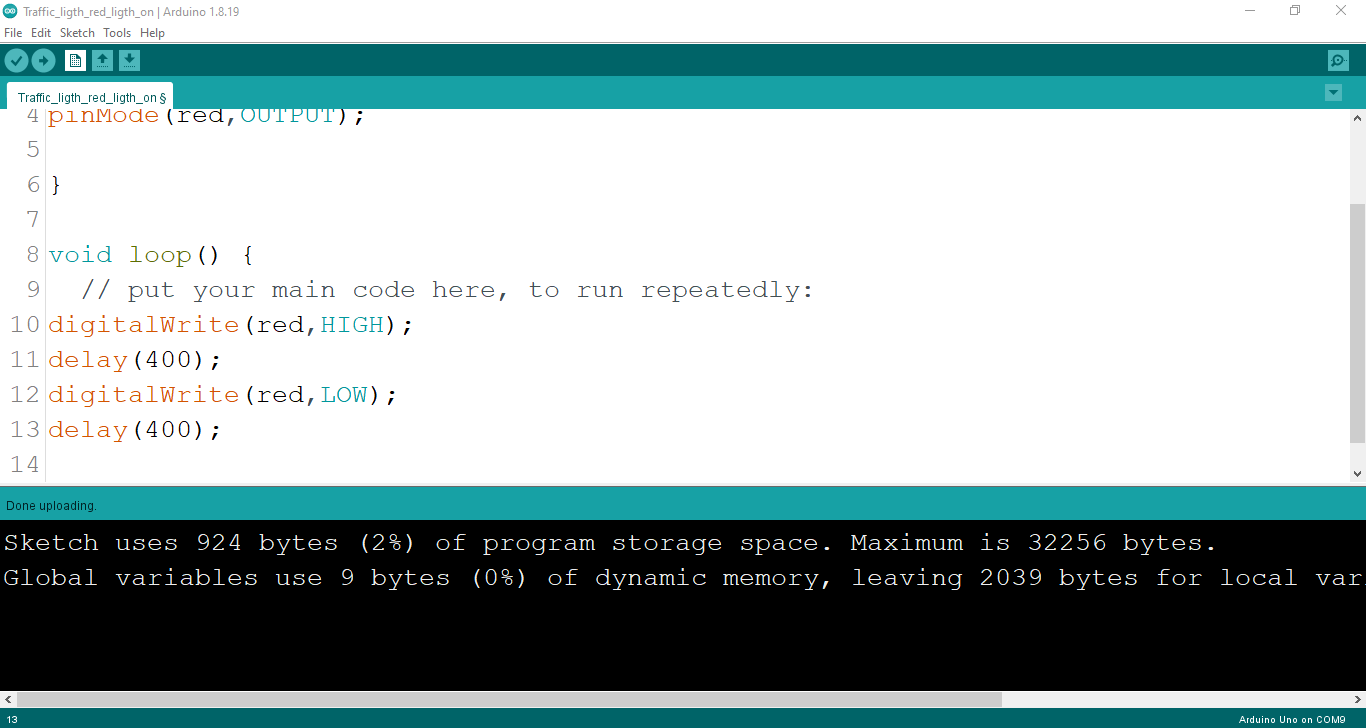 Traffic_ligth_red_ligth_on | Arduino 1.8.19
File Edit Sketch Tools Help
Traffic_ligth_red_ligth_on §
4 pinMode(red,OUTPUT);
5
6 }
7
8 void loop() {
9 // put your main code here, to run repeatedly:
10 digitalWrite(red,HIGH);
11 delay(400);
12 digitalWrite(red,LOW);
13 delay(400);
14
Done uploading.
Sketch uses 924 bytes (2%) of program storage space. Maximum is 32256 bytes.
Global variables use 9 bytes (0%) of dynamic memory, leaving 2039 bytes for local var
13
Arduino Uno on COM9